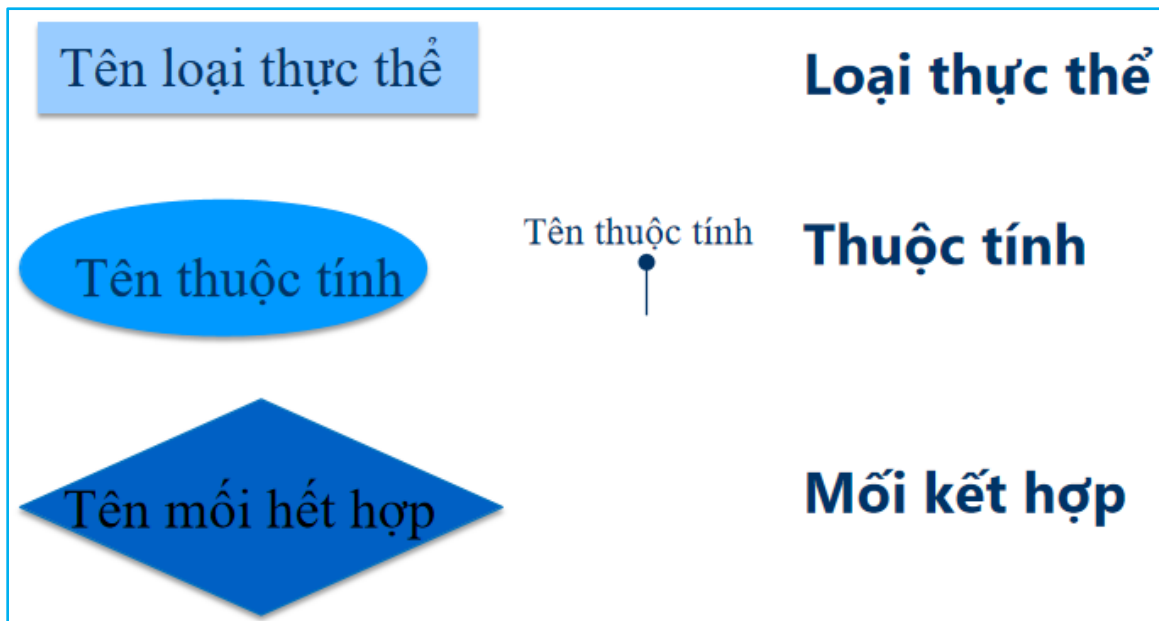 Tên loại thực thể
Loại thực thể
Tên thuộc tính
Tên thuộc tính
Thuộc tính
Tên mối hết hợp
Mối kết hợp